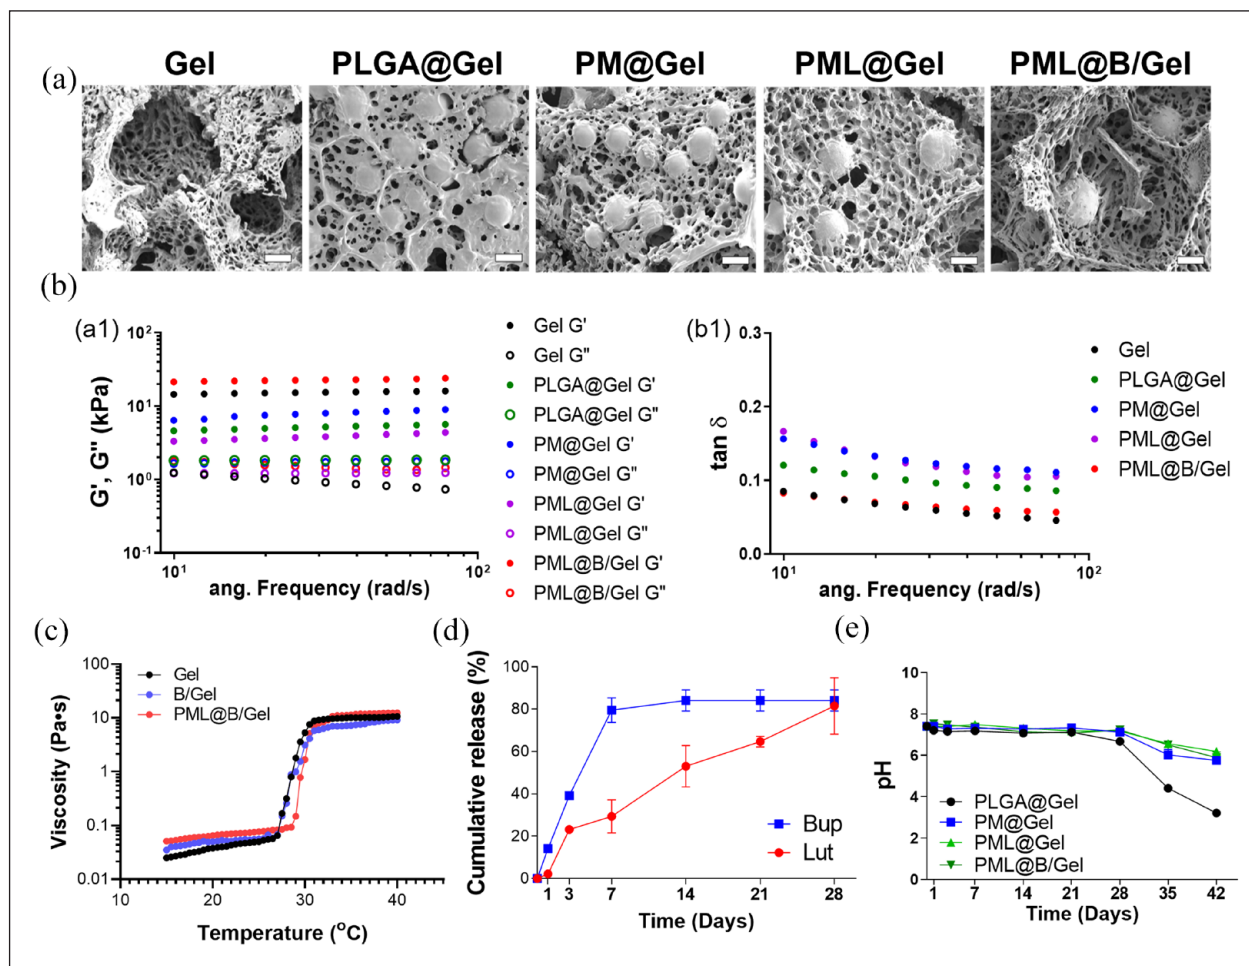 Gel PLGA@Gel PM@Gel PML@Gel PML@B/Gel
(a)
(b)
(a1)
10²
10¹
10⁰
10⁻¹
G', G" (kPa)
10¹ 10²
ang. Frequency (rad/s)
Gel G'
Gel G"
PLGA@Gel G'
PLGA@Gel G"
PM@Gel G'
PM@Gel G"
PML@Gel G'
PML@Gel G"
PML@B/Gel G'
PML@B/Gel G"
(b1)
0.3
0.2
0.1
0.0
tan δ
10¹ 10²
ang. Frequency (rad/s)
Gel
PLGA@Gel
PM@Gel
PML@Gel
PML@B/Gel
(c)
100
10
1
0.1
0.01
Viscosity (Pa•s)
Gel
B/Gel
PML@B/Gel
10 20 30 40
Temperature (°C)
(d)
100
80
60
40
20
0
Cumulative release (%)
Bup
Lut
1 3 7 14 21 28
Time (Days)
(e)
10
8
6
4
2
0
pH
PLGA@Gel
PM@Gel
PML@Gel
PML@B/Gel
1 7 14 21 28 35 42
Time (Days)